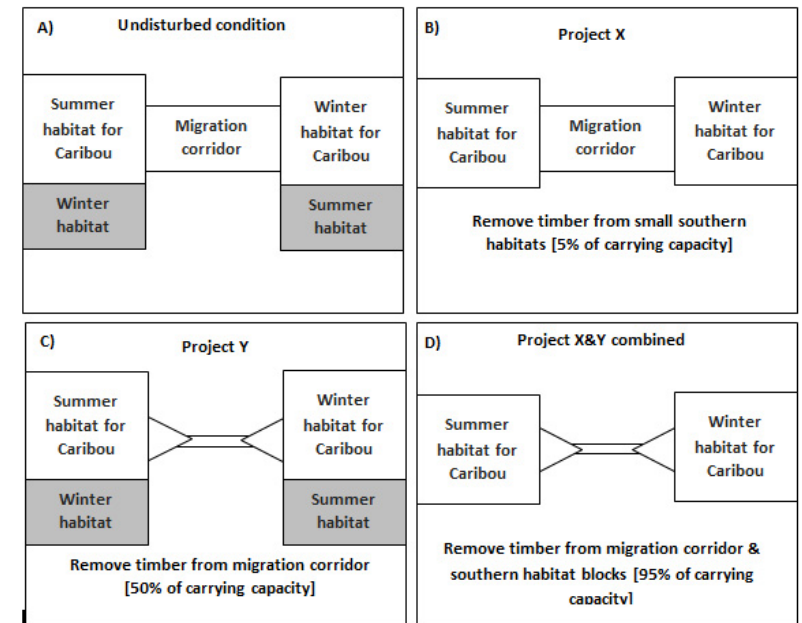 A)
Undisturbed condition
Summer
habitat for
Caribou
Migration
corridor
Winter
habitat for
Caribou
Winter
habitat
Summer
habitat
B)
Project X
Summer
habitat for
Caribou
Migration
corridor
Winter
habitat for
Caribou
Remove timber from small southern
habitats [5% of carrying capacity]
C)
Project Y
Summer
habitat for
Caribou
Winter
habitat for
Caribou
Winter
habitat
Summer
habitat
Remove timber from migration corridor
[50% of carrying capacity]
D)
Project X&Y combined
Summer
habitat for
Caribou
Winter
habitat for
Caribou
Remove timber from migration corridor &
southern habitat blocks [95% of carrying
capacity]